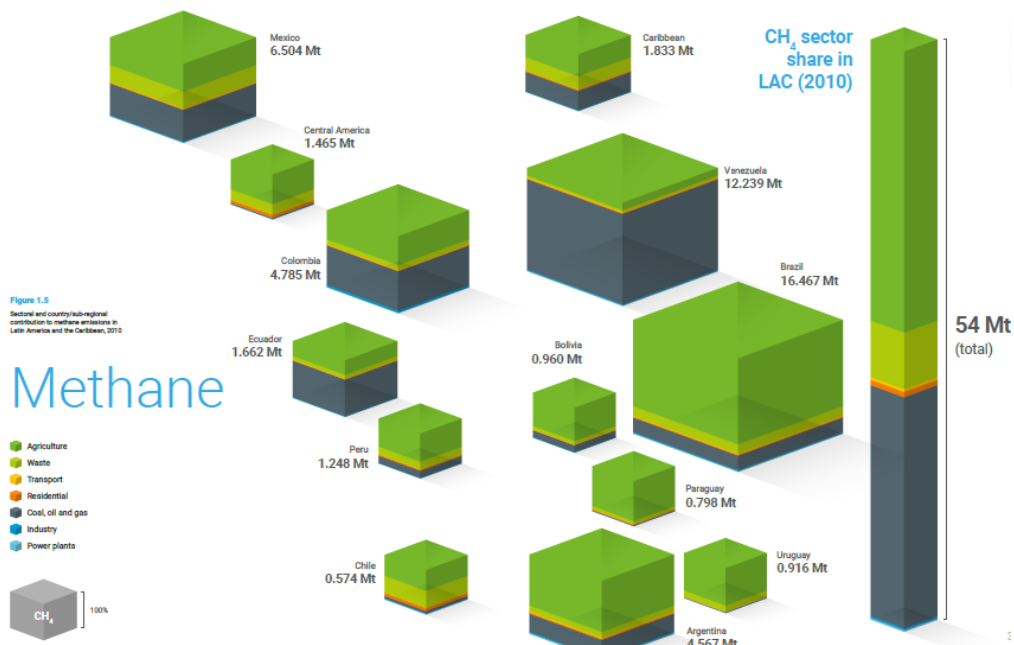 Mexico
6.504 Mt
Caribbean
1.833 Mt
CH4 sector
share in
LAC (2010)
Central America
1.465 Mt
Venezuela
12.239 Mt
Colombia
4.785 Mt
Brazil
16.467 Mt
Figure 1.5
Sectoral and country/sub-regional
contribution to methane emissions in
Latin America and the Caribbean, 2010
54 Mt
(total)
Ecuador
1.662 Mt
Bolivia
0.960 Mt
Methane
Agriculture
Waste
Transport
Residential
Coal, oil and gas
Industry
Power plants
Peru
1.248 Mt
Paraguay
0.798 Mt
Chile
0.574 Mt
Uruguay
0.916 Mt
CH4
100%
Argentina
4.567 Mt
3